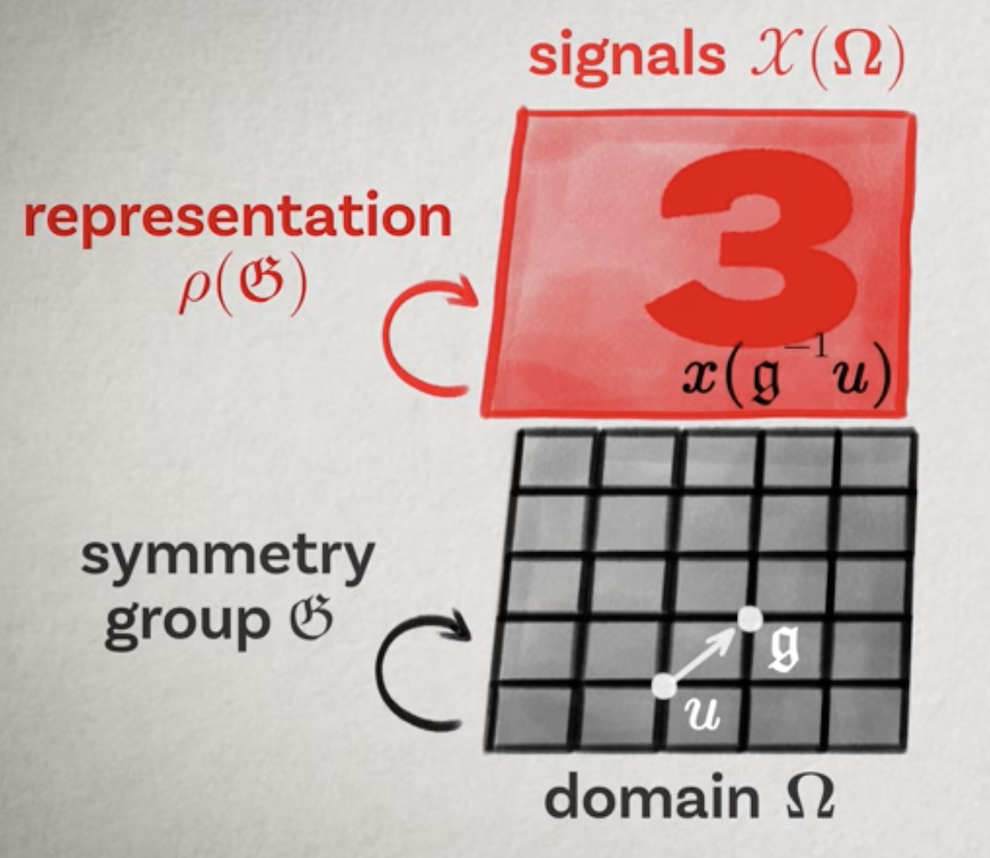 signals 𝒳(Ω)
3
representation
ρ(𝔊)
x(𝔤⁻¹u)
symmetry
group 𝔊
𝔤
u
domain Ω